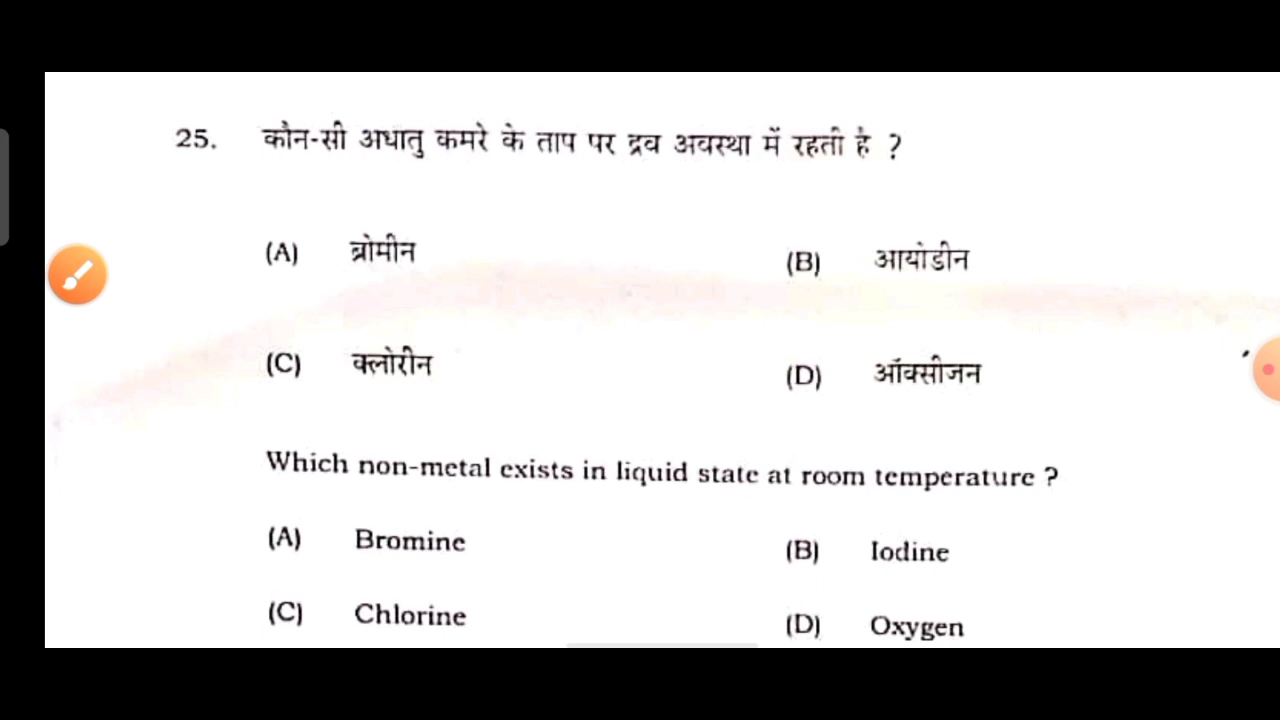 25. कौन-सी अधातु कमरे के ताप पर द्रव अवस्था में रहती है ?
(A) ब्रोमीन (B) आयोडीन
(C) क्लोरीन (D) ऑक्सीजन
Which non-metal exists in liquid state at room temperature ?
(A) Bromine (B) Iodine
(C) Chlorine (D) Oxygen